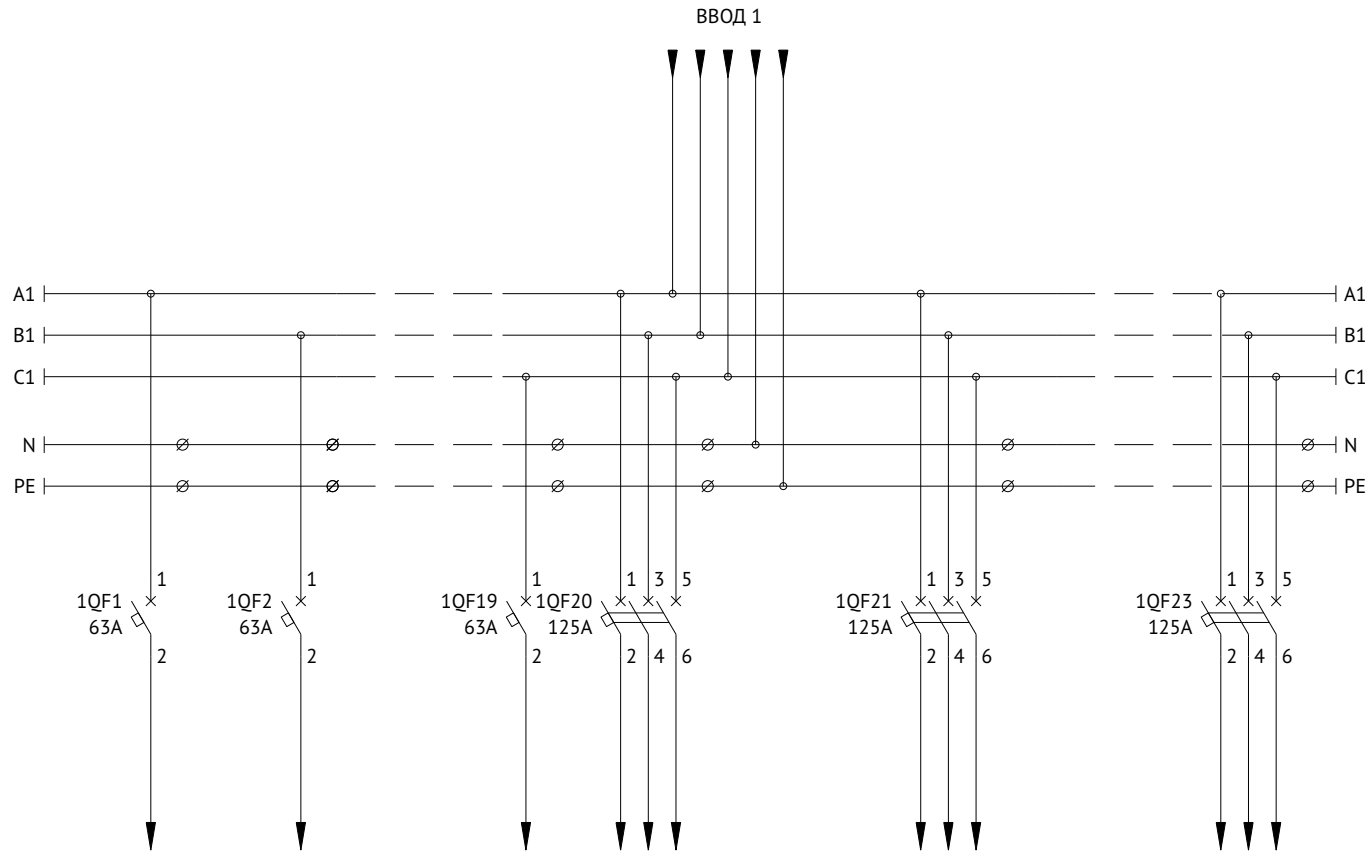 ВВОД 1
A1 A1
B1 B1
C1 C1
N N
PE PE
1 1 1 1 3 5 1 3 5 1 3 5
1QF1 1QF2 1QF19 1QF20 1QF21 1QF23
63A 63A 63A 125A 125A 125A
2 2 2 2 4 6 2 4 6 2 4 6